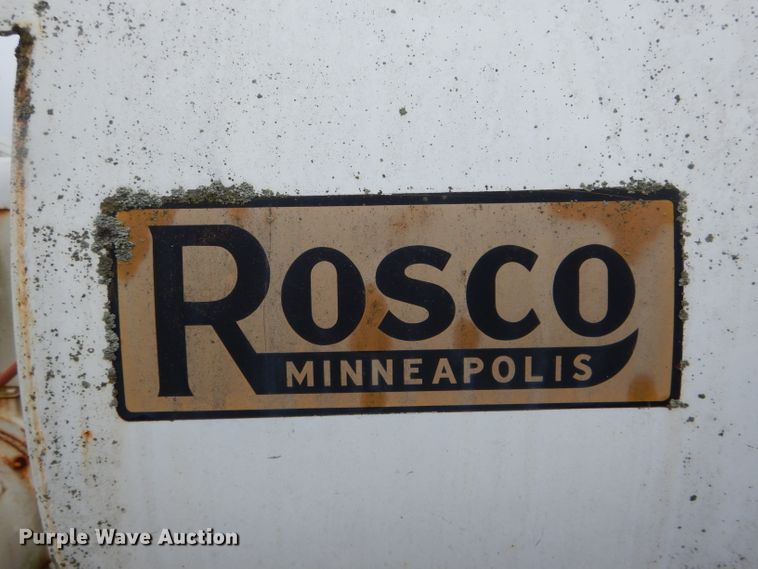 ROSCO
MINNEAPOLIS
Purple Wave Auction